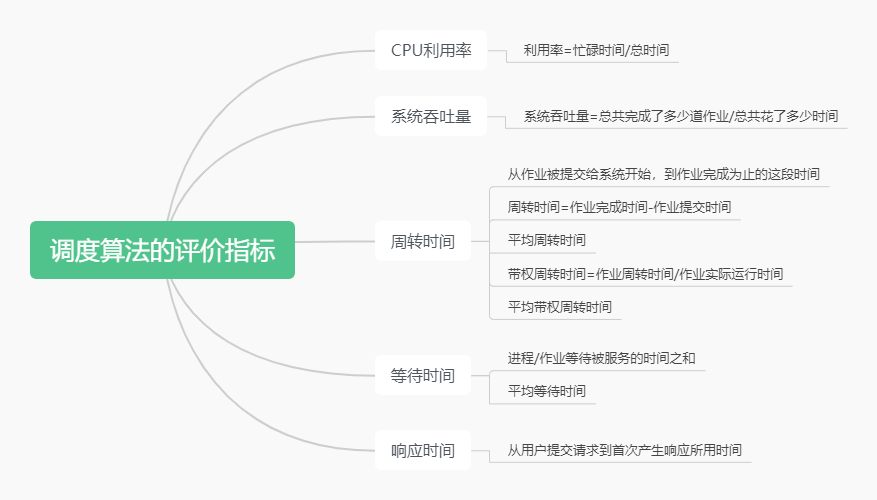 调度算法的评价指标
CPU利用率
利用率=忙碌时间/总时间
系统吞吐量
系统吞吐量=总共完成了多少道作业/总共花了多少时间
周转时间
从作业被提交给系统开始，到作业完成为止的这段时间
周转时间=作业完成时间-作业提交时间
平均周转时间
带权周转时间=作业周转时间/作业实际运行时间
平均带权周转时间
等待时间
进程/作业等待被服务的时间之和
平均等待时间
响应时间
从用户提交请求到首次产生响应所用时间